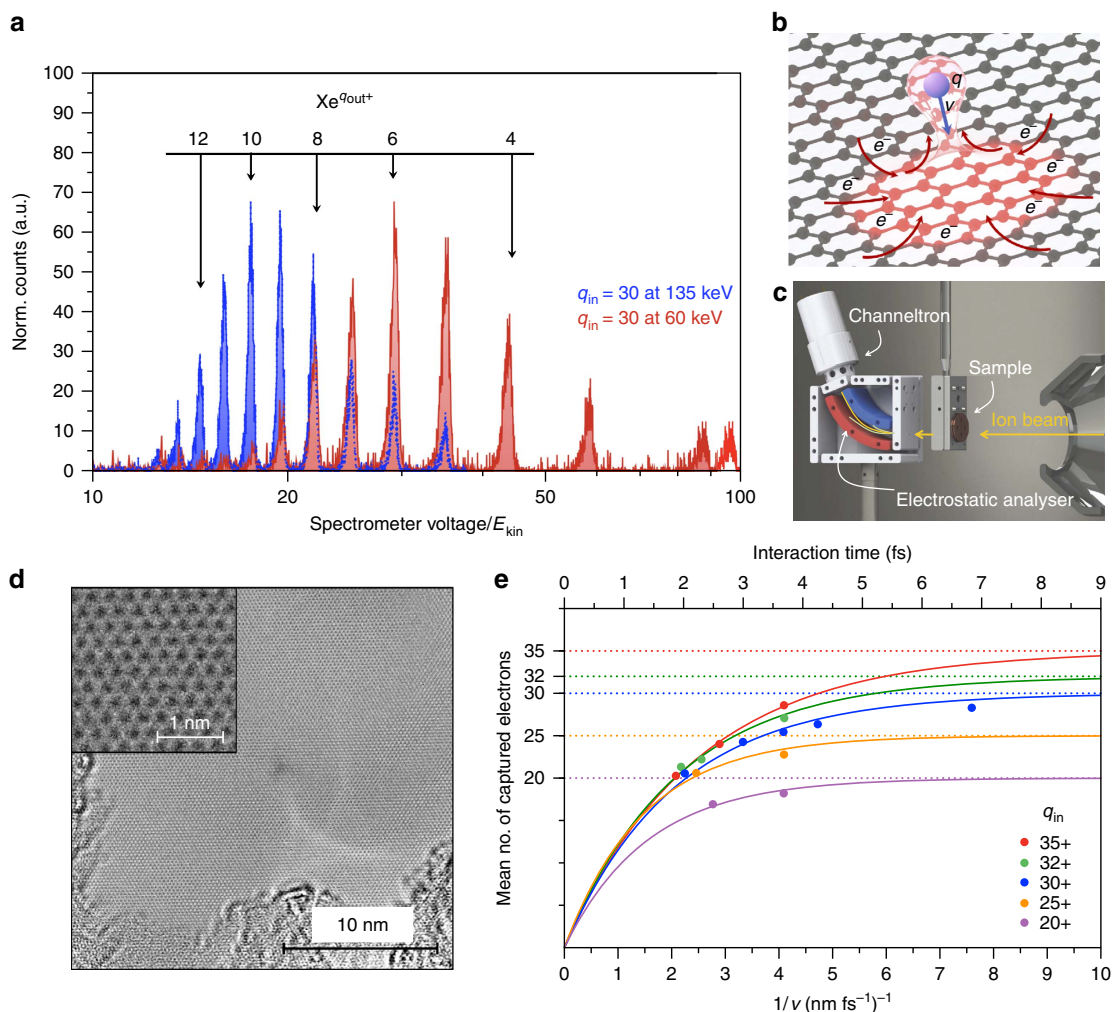 a
100
90
80
70
60
50
40
30
20
10
0
Norm. counts (a.u.)
Xe^qout+
12 10 8 6 4
q_in = 30 at 135 keV
q_in = 30 at 60 keV
10 20 50 100
Spectrometer voltage/E_kin
b
q
v
e– e–
e– e–
e– e–
e– e–
c
Channeltron
Sample
Ion beam
Electrostatic analyser
d
1 nm
10 nm
e
Interaction time (fs)
0 1 2 3 4 5 6 7 8 9
Mean no. of captured electrons
35
32
30
25
20
q_in
35+
32+
30+
25+
20+
0 1 2 3 4 5 6 7 8 9 10
1/v (nm fs–1)–1